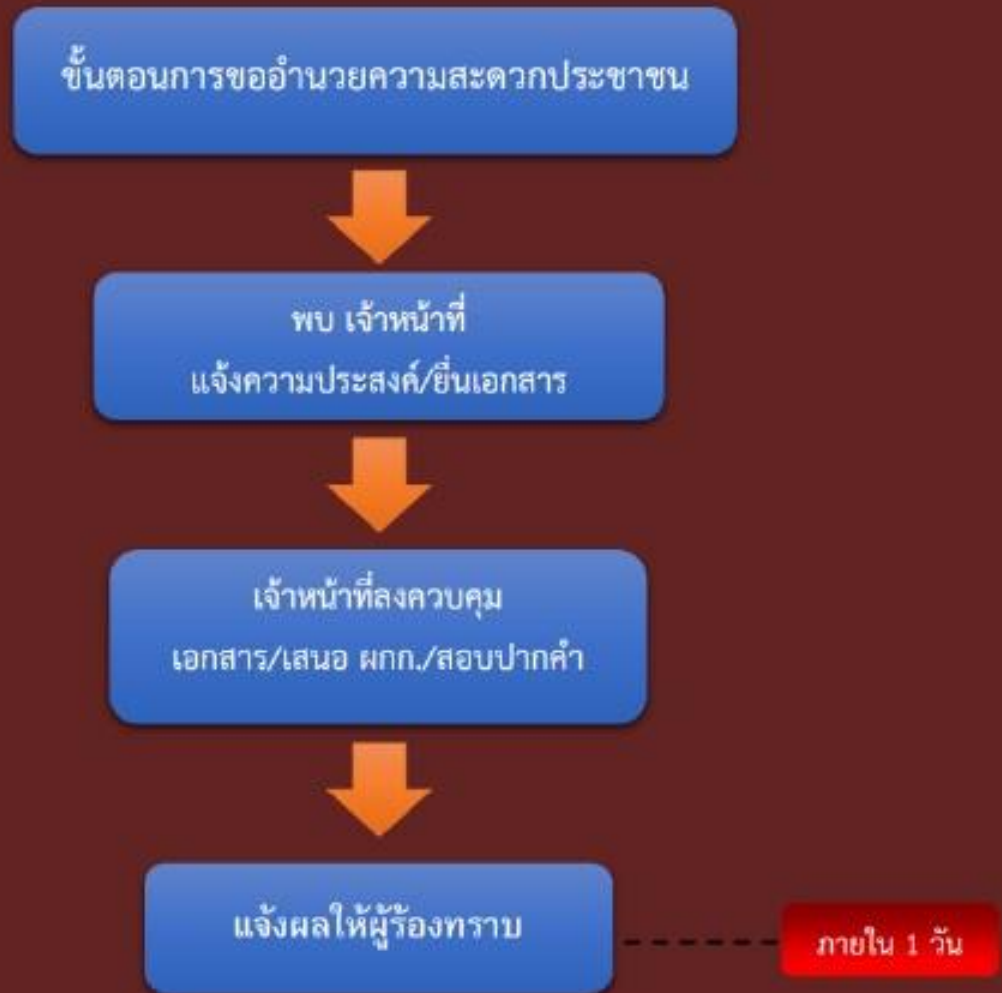 ขั้นตอนการขออำนวยความสะดวกประชาชน
พบ เจ้าหน้าที่
แจ้งความประสงค์/ยื่นเอกสาร
เจ้าหน้าที่ลงควบคุม
เอกสาร/เสนอ ผกก./สอบปากคำ
แจ้งผลให้ผู้ร้องทราบ
ภายใน 1 วัน